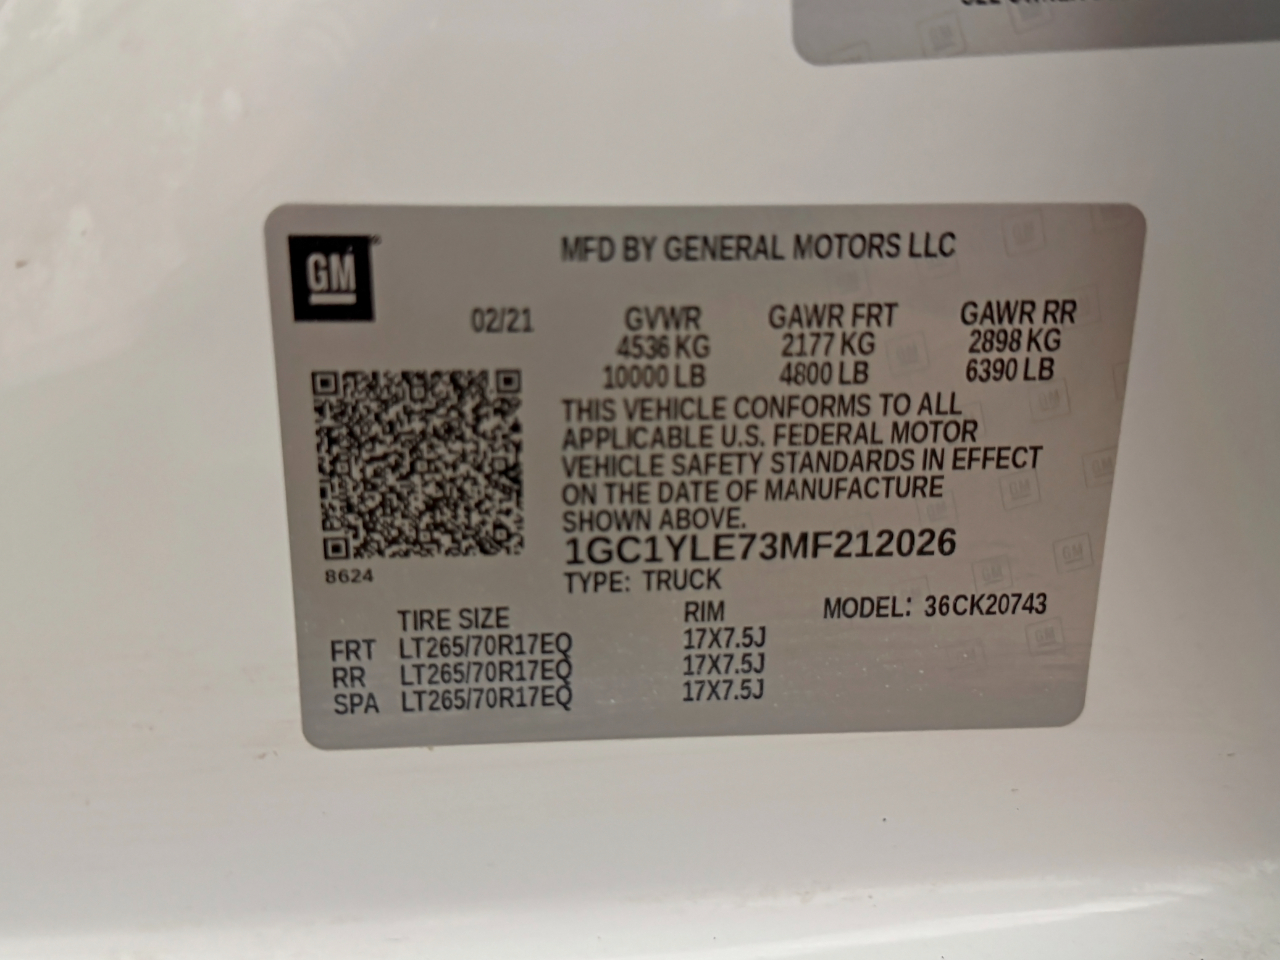 GM
MFD BY GENERAL MOTORS LLC
02/21 GVWR GAWR FRT GAWR RR
4536 KG 2177 KG 2898 KG
10000 LB 4800 LB 6390 LB
THIS VEHICLE CONFORMS TO ALL
APPLICABLE U.S. FEDERAL MOTOR
VEHICLE SAFETY STANDARDS IN EFFECT
ON THE DATE OF MANUFACTURE
SHOWN ABOVE.
1GC1YLE73MF212026
8624
TYPE: TRUCK
TIRE SIZE RIM MODEL: 36CK20743
FRT LT265/70R17EQ 17X7.5J
RR LT265/70R17EQ 17X7.5J
SPA LT265/70R17EQ 17X7.5J